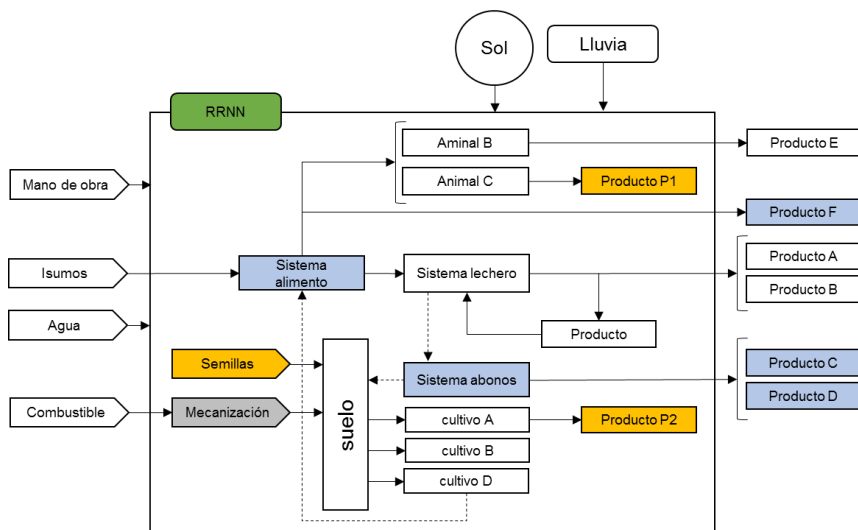 Sol
Lluvia
RRNN
Aminal B
Producto E
Mano de obra
Animal C
Producto P1
Producto F
Isumos
Sistema
alimento
Sistema lechero
Producto A
Producto B
Agua
Producto
Semillas
suelo
Sistema abonos
Producto C
Producto D
Combustible
Mecanización
cultivo A
Producto P2
cultivo B
cultivo D